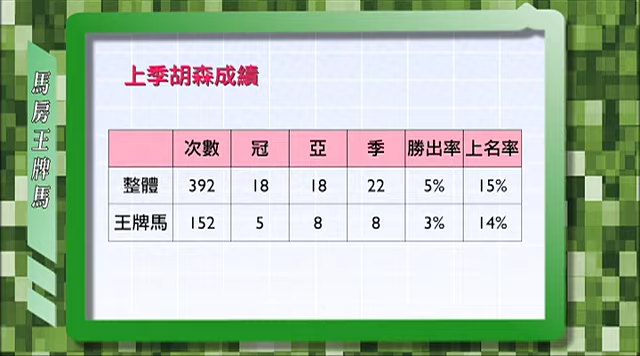 馬房王牌馬
上季胡森成績
次數 冠 亞 季 勝出率 上名率
整體 392 18 18 22 5% 15%
王牌馬 152 5 8 8 3% 14%